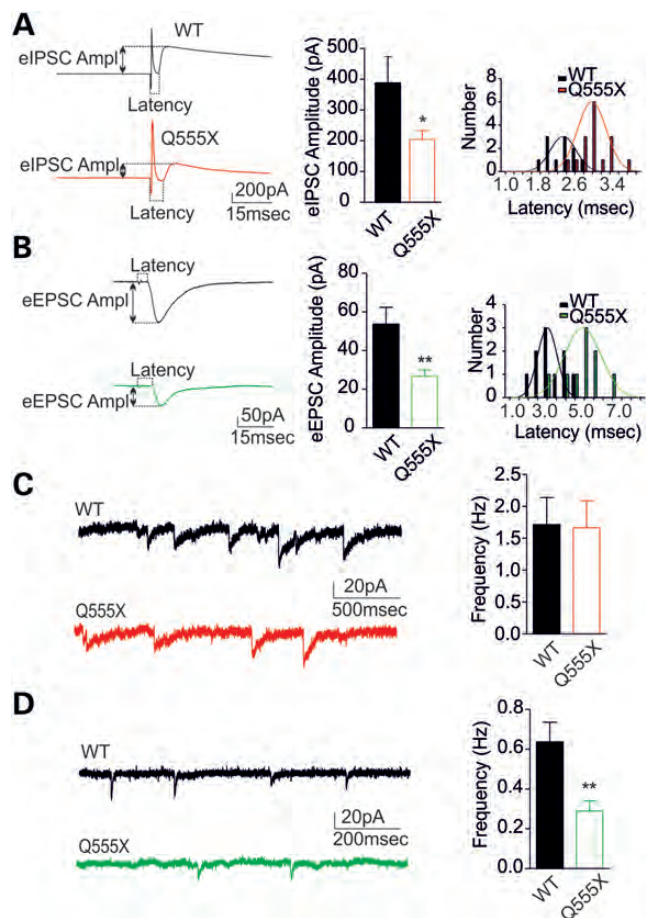 A
WT
eIPSC Ampl
Latency
Q555X
eIPSC Ampl
Latency
200pA
15msec
eIPSC Amplitude (pA)
500
400
300
200
100
0
*
WT
Q555X
Number
8
6
4
2
0
WT
Q555X
1.0 1.8 2.6 3.4
Latency (msec)
B
Latency
eEPSC Ampl
Latency
eEPSC Ampl
50pA
15msec
eEPSC Amplitude (pA)
80
60
40
20
0
**
WT
Q555X
Number
4
3
2
1
0
WT
Q555X
1.0 3.0 5.0 7.0
Latency (msec)
C
WT
Q555X
20pA
500msec
Frequency (Hz)
2.5
2.0
1.5
1.0
0.5
0.0
WT
Q555X
D
WT
Q555X
20pA
200msec
Frequency (Hz)
0.8
0.6
0.4
0.2
0.0
**
WT
Q555X